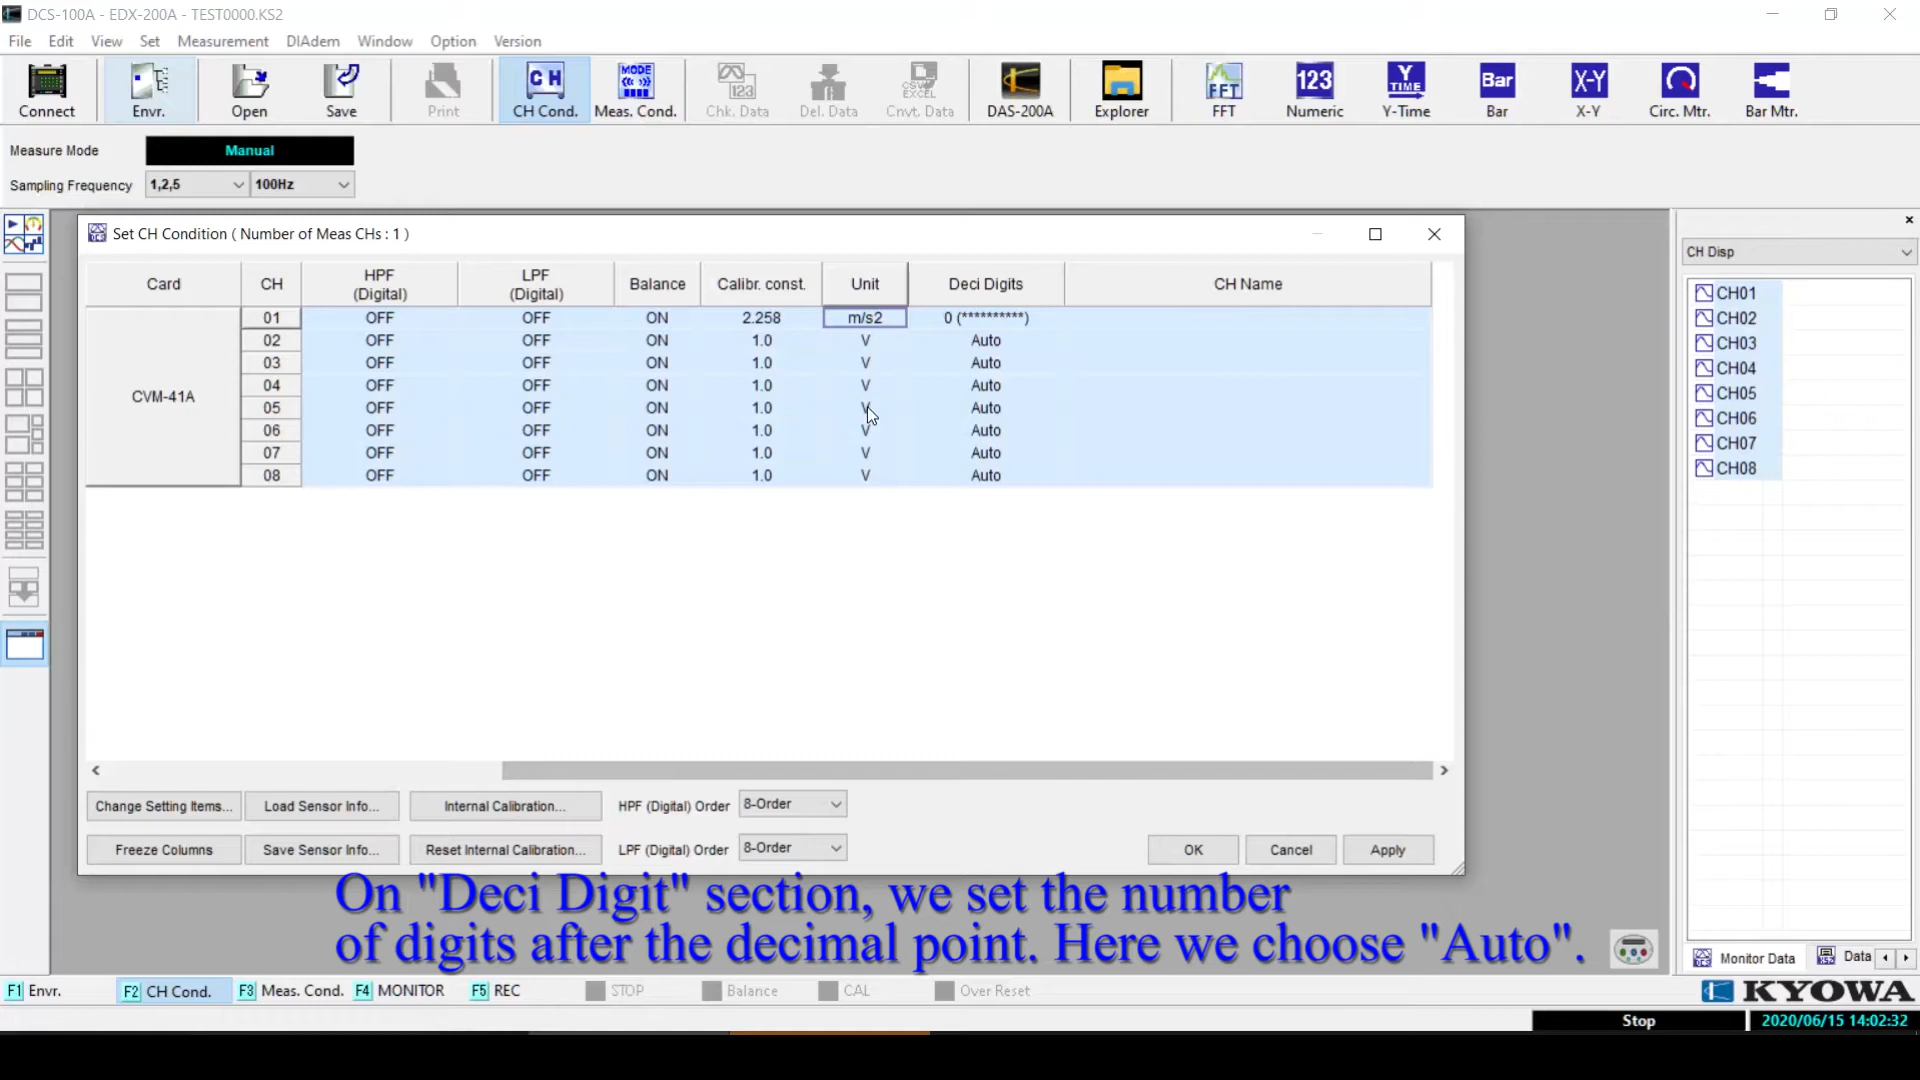 DCS-100A - EDX-200A - TEST0000.KS2
File Edit View Set Measurement DIAdem Window Option Version
Connect Envr. Open Save Print CH Cond. Meas. Cond. Chk. Data Del. Data Cnvt. Data DAS-200A Explorer FFT Numeric Y-Time Bar X-Y Circ. Mtr. Bar Mtr.
Measure Mode Manual
Sampling Frequency 1,2,5 100Hz
Set CH Condition ( Number of Meas CHs : 1 )
CH Disp
Card CH HPF (Digital) LPF (Digital) Balance Calibr. const. Unit Deci Digits CH Name
CVM-41A
01 OFF OFF ON 2.258 m/s2 0 (**********)
02 OFF OFF ON 1.0 V Auto
03 OFF OFF ON 1.0 V Auto
04 OFF OFF ON 1.0 V Auto
05 OFF OFF ON 1.0 V Auto
06 OFF OFF ON 1.0 V Auto
07 OFF OFF ON 1.0 V Auto
08 OFF OFF ON 1.0 V Auto
CH01
CH02
CH03
CH04
CH05
CH06
CH07
CH08
Change Setting Items... Load Sensor Info... Internal Calibration... HPF (Digital) Order 8-Order
Freeze Columns Save Sensor Info... Reset Internal Calibration... LPF (Digital) Order 8-Order OK Cancel Apply
On "Deci Digit" section, we set the number
of digits after the decimal point. Here we choose "Auto".
Monitor Data Data
F1 Envr. F2 CH Cond. F3 Meas. Cond. F4 MONITOR F5 REC STOP Balance CAL Over Reset KYOWA
Stop 2020/06/15 14:02:32